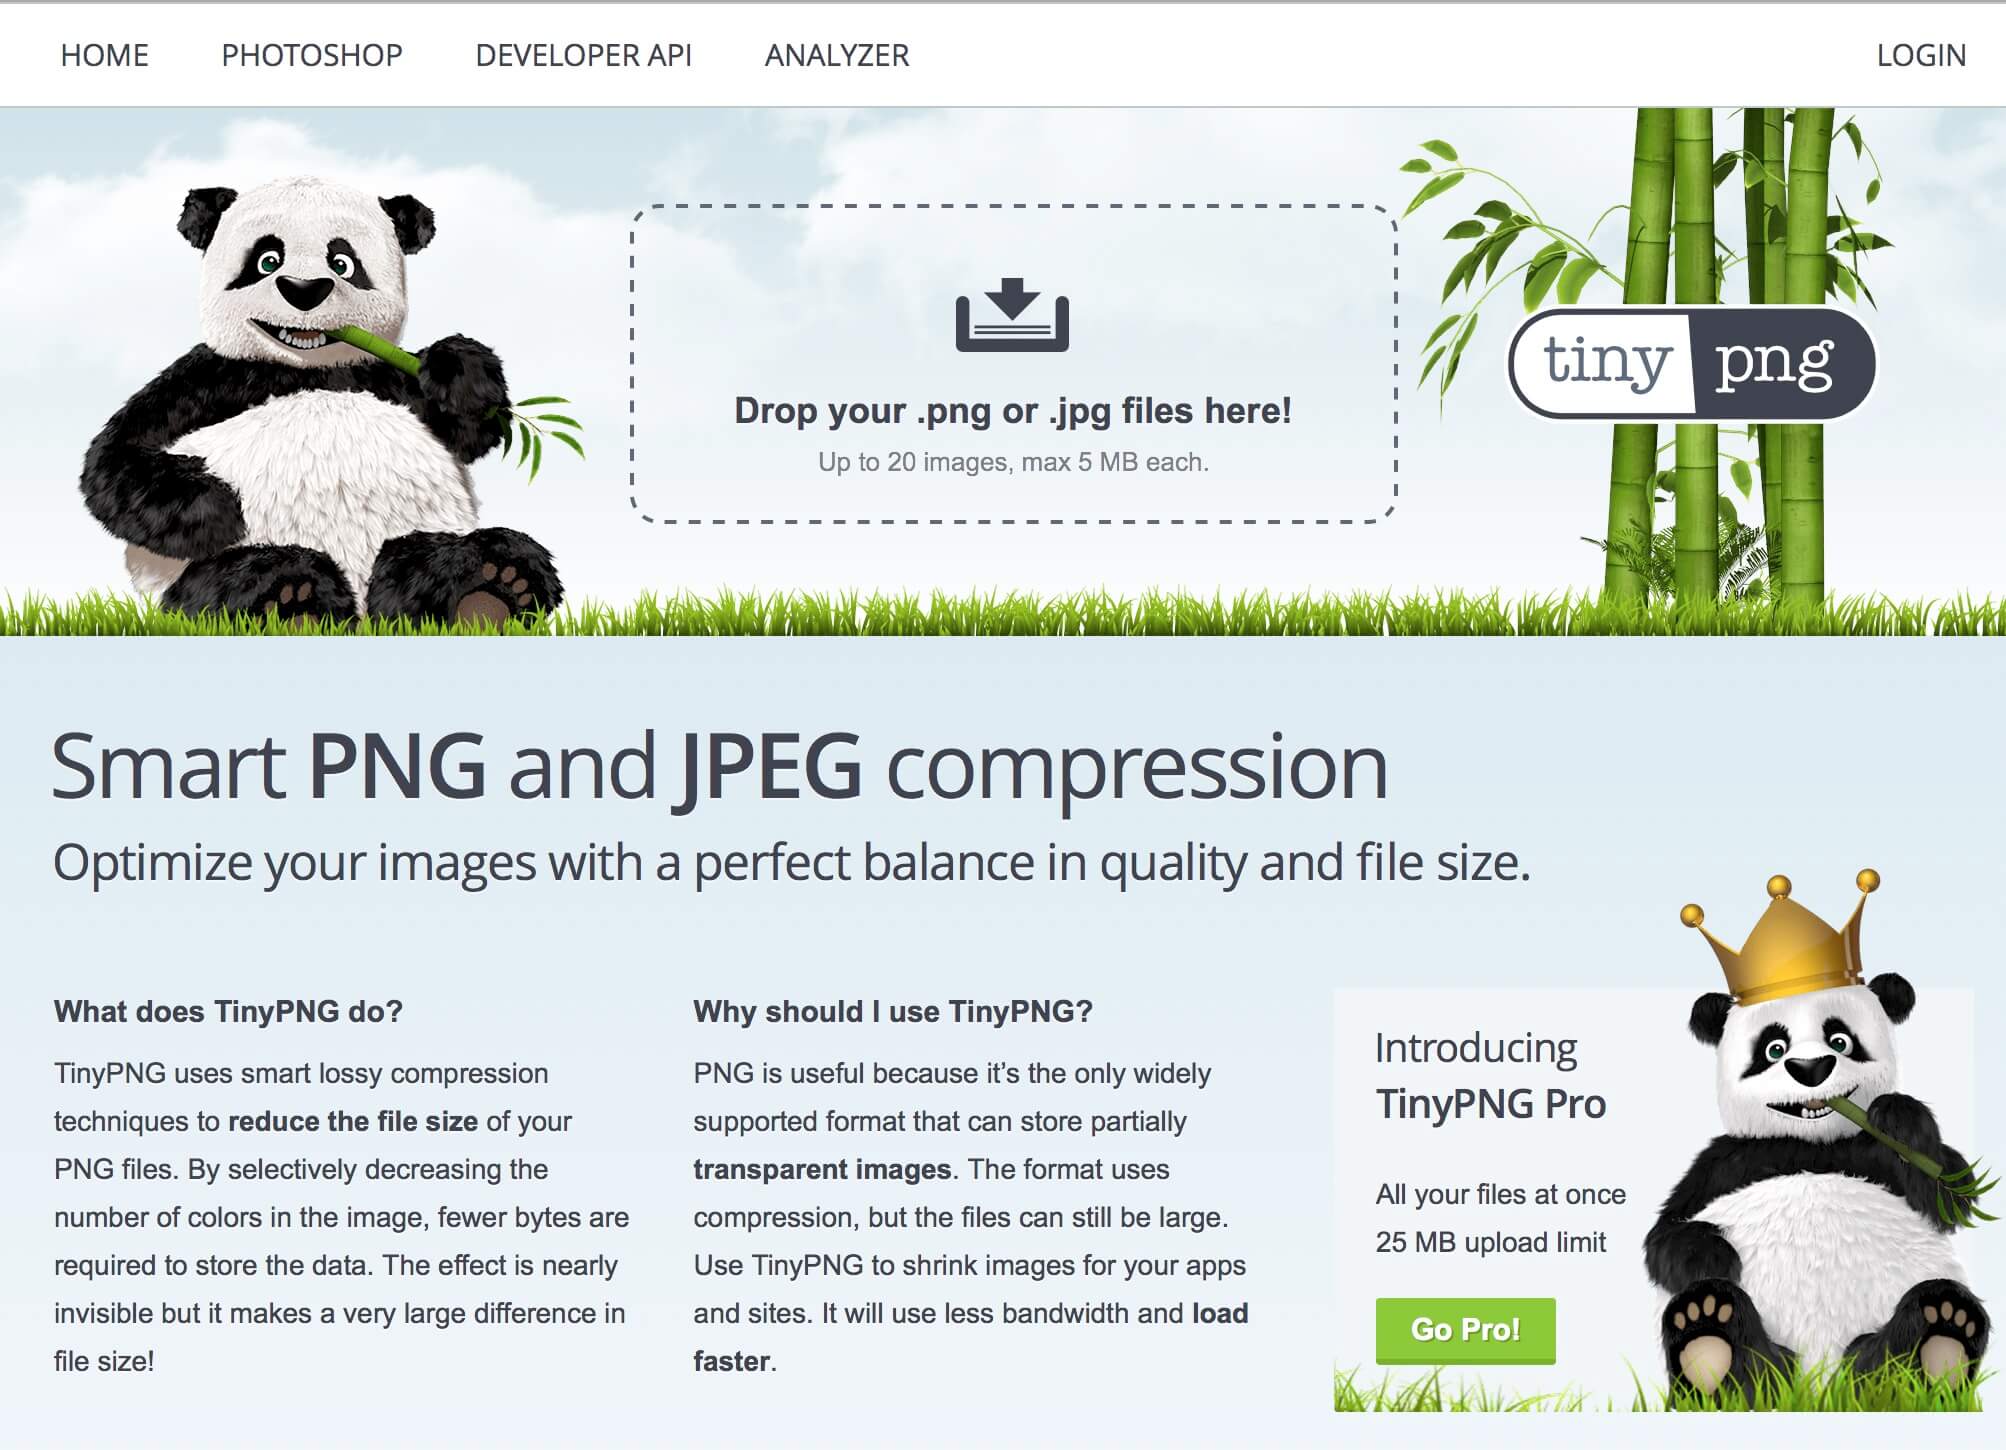 HOME PHOTOSHOP DEVELOPER API ANALYZER LOGIN
Drop your .png or .jpg files here!
Up to 20 images, max 5 MB each.
tiny png
Smart PNG and JPEG compression
Optimize your images with a perfect balance in quality and file size.
What does TinyPNG do?
TinyPNG uses smart lossy compression
techniques to reduce the file size of your
PNG files. By selectively decreasing the
number of colors in the image, fewer bytes are
required to store the data. The effect is nearly
invisible but it makes a very large difference in
file size!
Why should I use TinyPNG?
PNG is useful because it’s the only widely
supported format that can store partially
transparent images. The format uses
compression, but the files can still be large.
Use TinyPNG to shrink images for your apps
and sites. It will use less bandwidth and load
faster.
Introducing
TinyPNG Pro
All your files at once
25 MB upload limit
Go Pro!